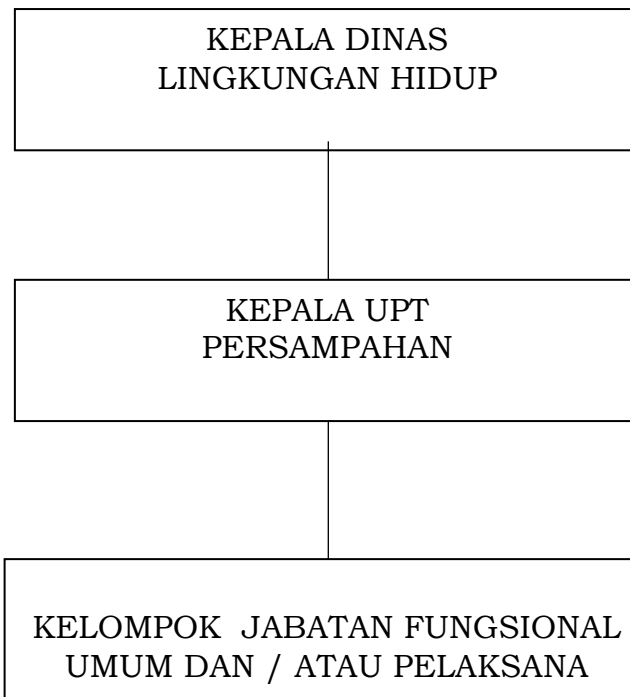 KEPALA DINAS
LINGKUNGAN HIDUP
KEPALA UPT
PERSAMPAHAN
KELOMPOK JABATAN FUNGSIONAL
UMUM DAN / ATAU PELAKSANA